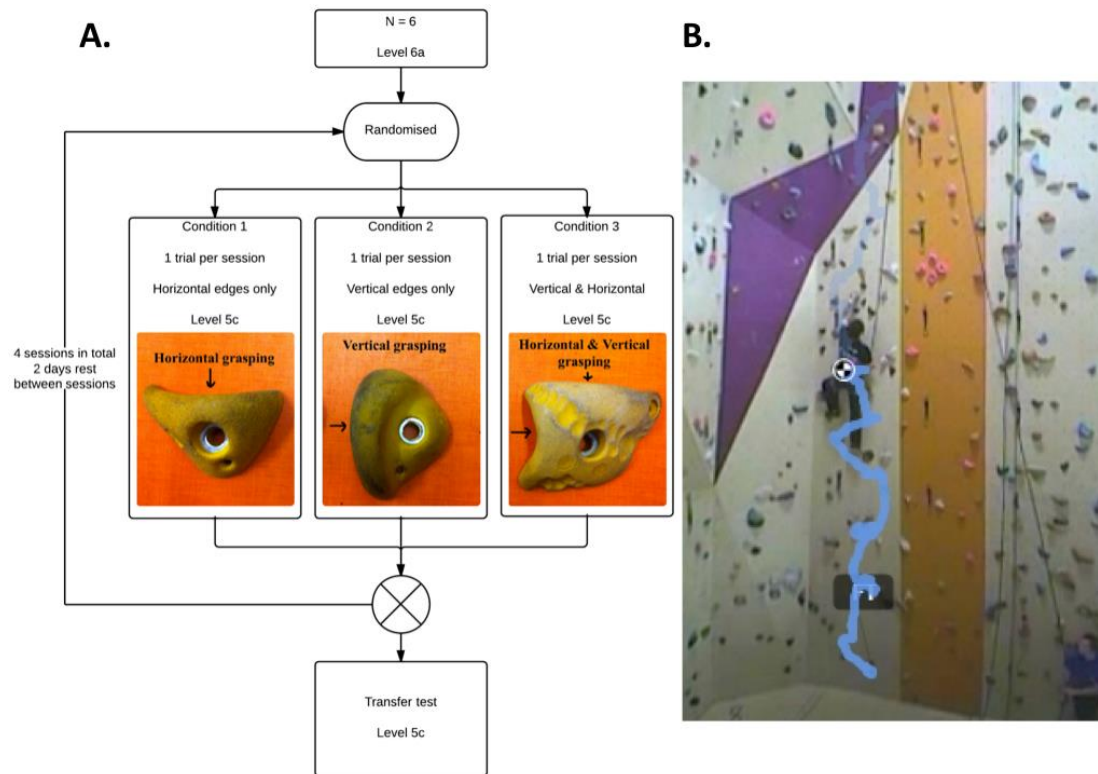 A.
B.
N = 6
Level 6a
Randomised
Condition 1
1 trial per session
Horizontal edges only
Level 5c
Horizontal grasping
Condition 2
1 trial per session
Vertical edges only
Level 5c
Vertical grasping
Condition 3
1 trial per session
Vertical & Horizontal
Level 5c
Horizontal & Vertical
grasping
4 sessions in total
2 days rest
between sessions
Transfer test
Level 5c